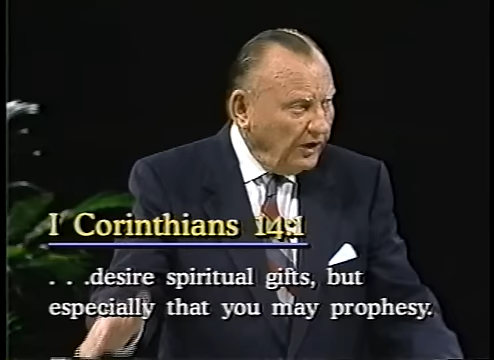 I Corinthians 14:1
. . .desire spiritual gifts, but
especially that you may prophesy.